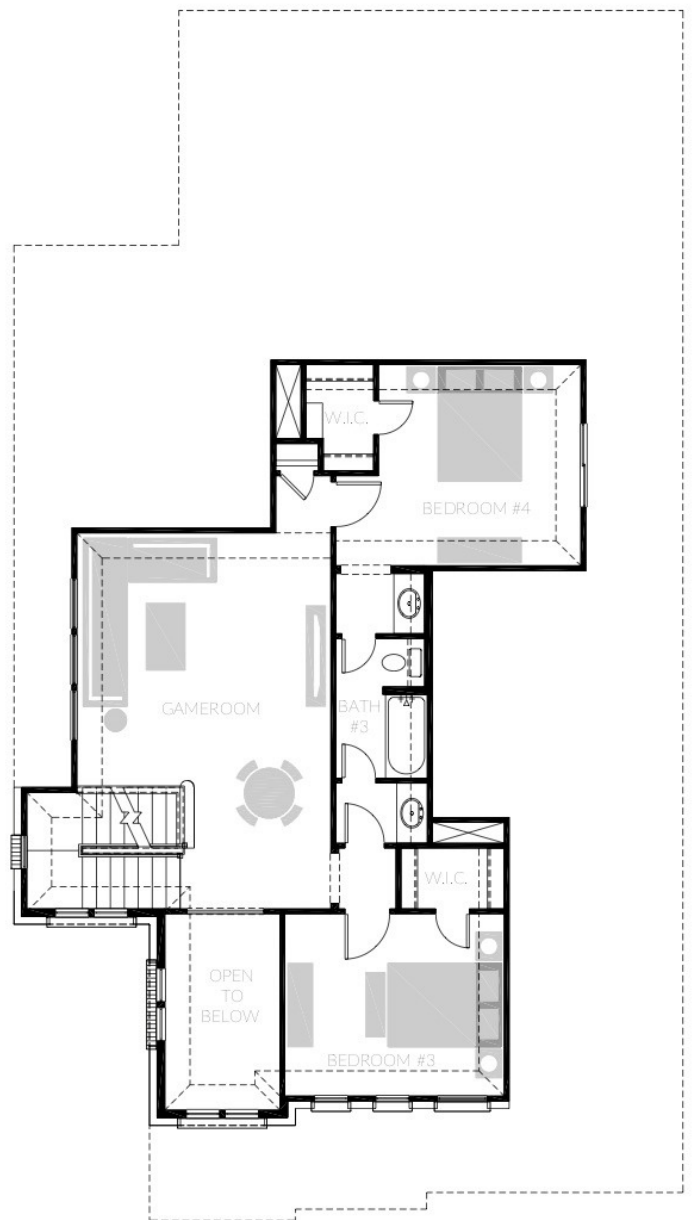 W.I.C.
BEDROOM #4
GAMEROOM
BATH
#3
W.I.C.
OPEN
TO
BELOW
BEDROOM #3